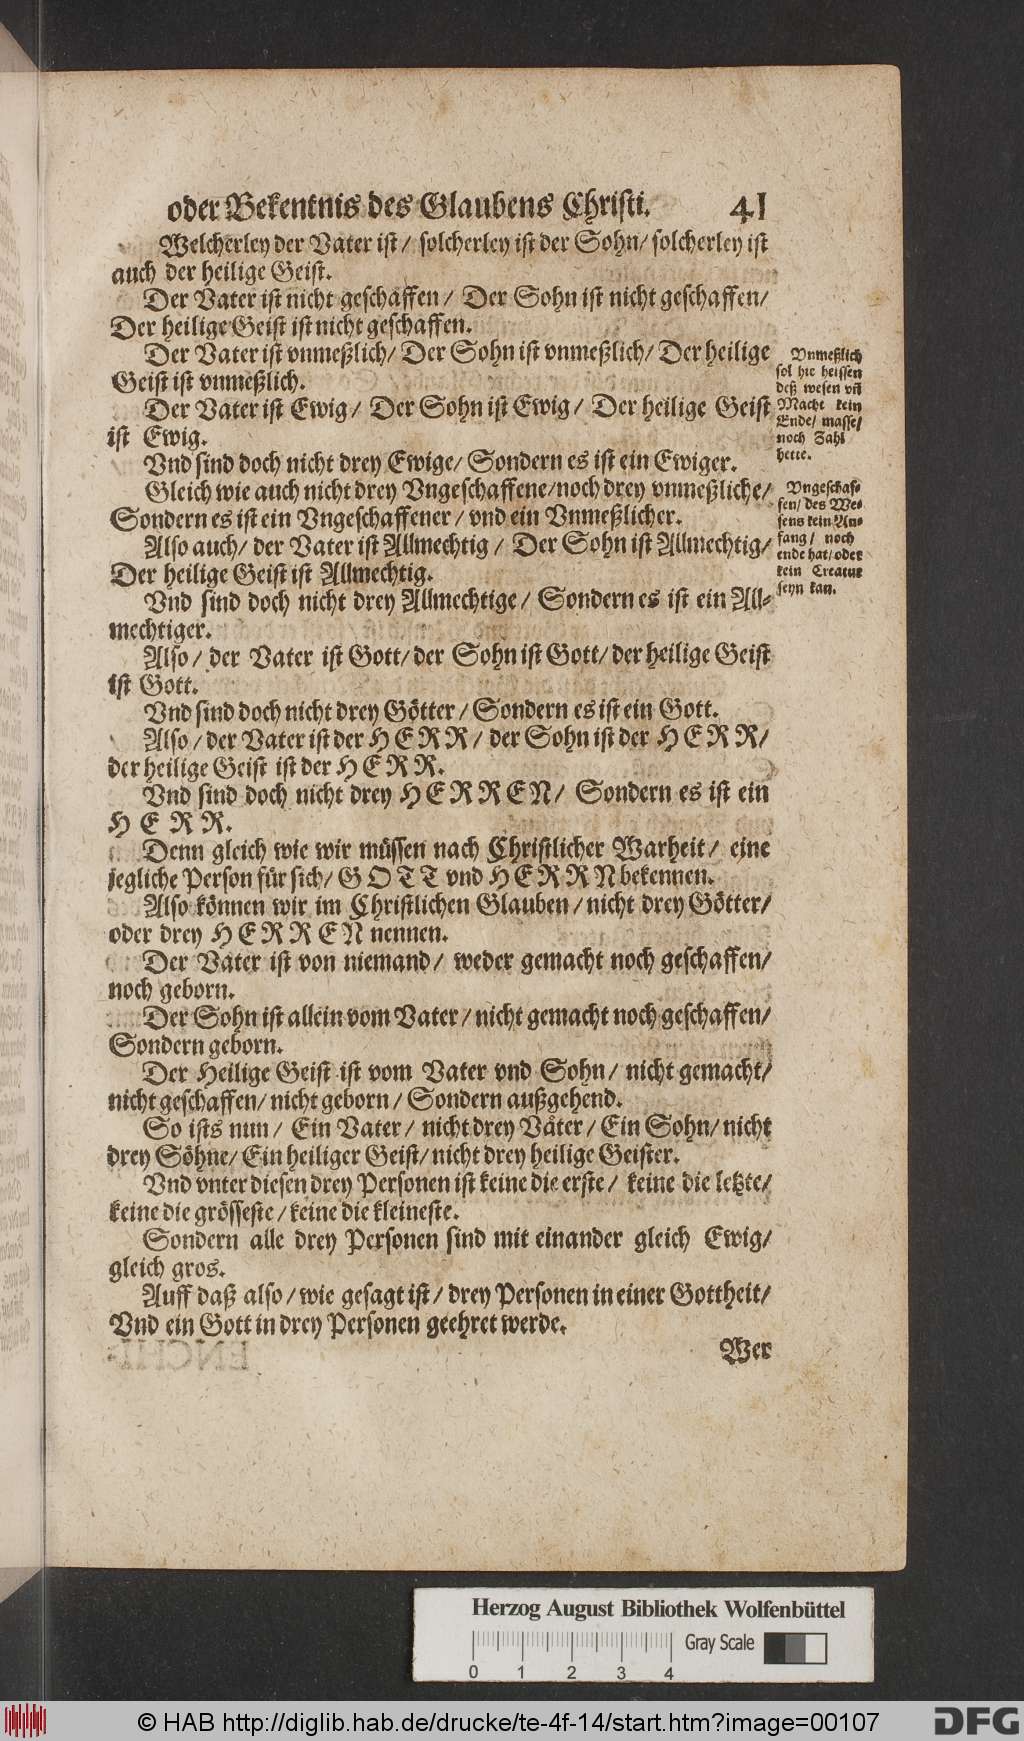 oder Bekentnis des Glaubens Christi. 41
Welcherley der Vater ist / solcherley ist der Sohn / solcherley ist
auch der heilige Geist.
Der Vater ist nicht geschaffen / Der Sohn ist nicht geschaffen /
Der heilige Geist ist nicht geschaffen.
Der Vater ist vnmeßlich / Der Sohn ist vnmeßlich / Der heilige
Geist ist vnmeßlich.
Der Vater ist Ewig / Der Sohn ist Ewig / Der heilige Geist
ist Ewig.
Vnd sind doch nicht drey Ewige / Sondern es ist ein Ewiger.
Gleich wie auch nicht drey Vngeschaffene / noch drey vnmeßliche /
Sondern es ist ein Vngeschaffener / vnd ein Vnmeßlicher.
Also auch / der Vater ist Allmechtig / Der Sohn ist Allmechtig /
Der heilige Geist ist Allmechtig.
Vnd sind doch nicht drey Allmechtige / Sondern es ist ein All-
mechtiger.
Also / der Vater ist Gott / der Sohn ist Gott / der heilige Geist
ist Gott.
Vnd sind doch nicht drey Götter / Sondern es ist ein Gott.
Also / der Vater ist der HERR / der Sohn ist der HERR /
der heilige Geist ist der HERR.
Vnd sind doch nicht drey HERREN / Sondern es ist ein
HERR.
Denn gleich wie wir müssen nach Christlicher Warheit / eine
jegliche Person für sich / GOTT vnd HERRN bekennen.
Also können wir im Christlichen Glauben / nicht drey Götter /
oder drey HERREN nennen.
Der Vater ist von niemand / weder gemacht noch geschaffen /
noch geborn.
Der Sohn ist allein vom Vater / nicht gemacht noch geschaffen /
Sondern geborn.
Der Heilige Geist ist vom Vater vnd Sohn / nicht gemacht /
nicht geschaffen / nicht geborn / Sondern außgehend.
So ists nun / Ein Vater / nicht drey Väter / Ein Sohn / nicht
drey Söhne / Ein heiliger Geist / nicht drey heilige Geister.
Vnd vnter diesen drey Personen ist keine die erste / keine die letzte /
keine die grösseste / keine die kleineste.
Sondern alle drey Personen sind mit einander gleich Ewig /
gleich gros.
Auff daß also / wie gesagt ist / drey Personen in einer Gottheit /
Vnd ein Gott in drey Personen geehret werde.
Wer
Vnmeßlich
sol hie heissen
deß wesen vñ
Macht kein
Ende / masse /
noch Zahl
hette.
Vngeschaf-
fen / des We-
sens kein An-
fang / noch
ende hat / oder
kein Creatur
seyn kan.
Herzog August Bibliothek Wolfenbüttel
Gray Scale
0 1 2 3 4
© HAB http://diglib.hab.de/drucke/te-4f-14/start.htm?image=00107
DFG